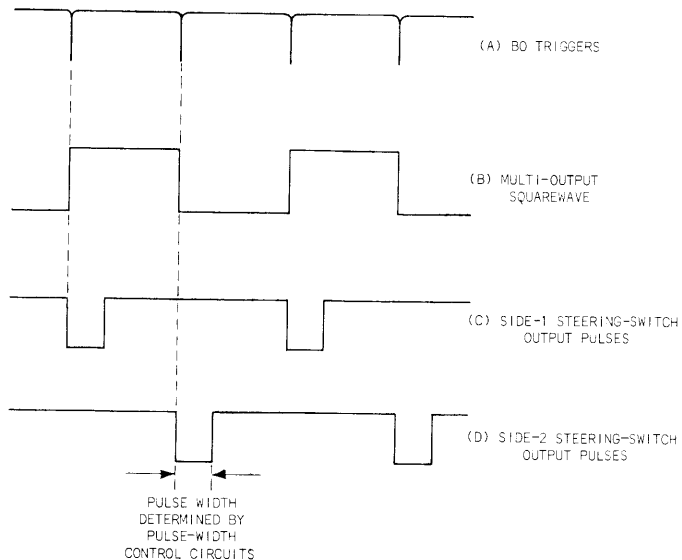 (A) BO TRIGGERS
(B) MULTI-OUTPUT
SQUAREWAVE
(C) SIDE-1 STEERING-SWITCH
OUTPUT PULSES
(D) SIDE-2 STEERING-SWITCH
OUTPUT PULSES
PULSE WIDTH
DETERMINED BY
PULSE-WIDTH
CONTROL CIRCUITS